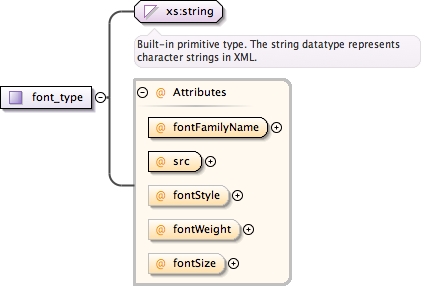 xs:string
Built-in primitive type. The string datatype represents
character strings in XML.
font_type
@ Attributes
@ fontFamilyName
@ src
@ fontStyle
@ fontWeight
@ fontSize